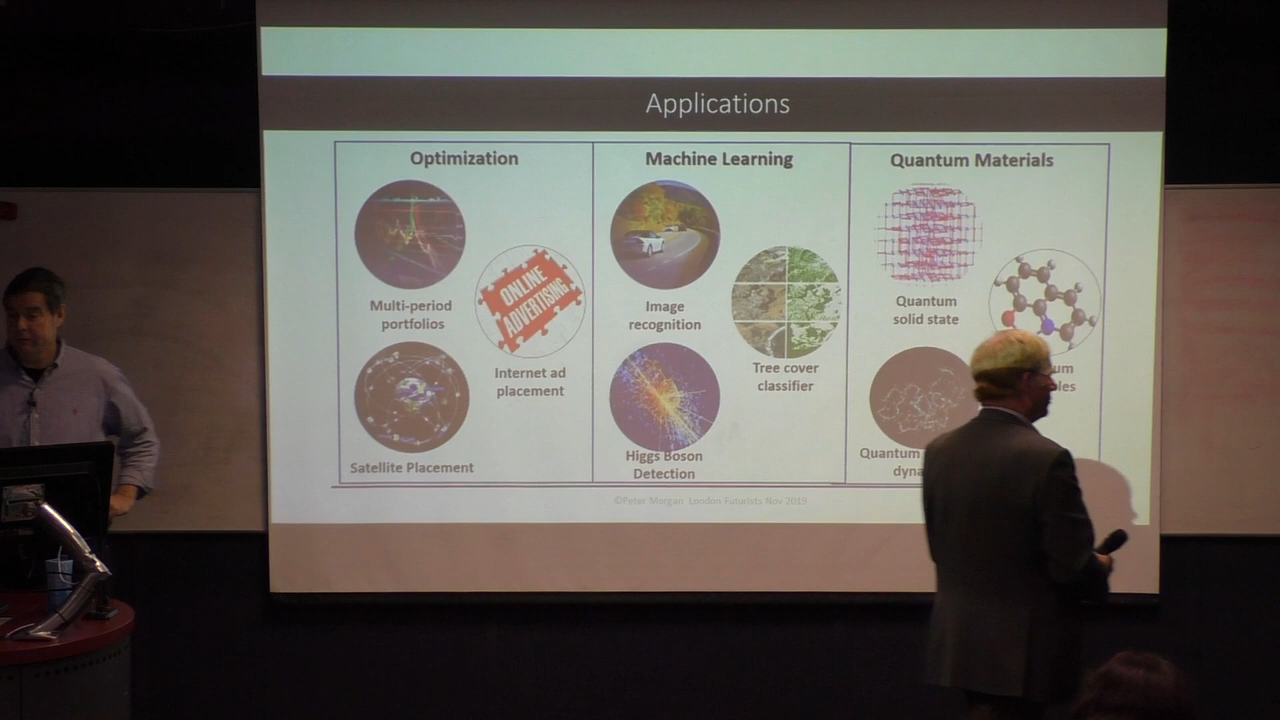 Applications
Optimization
Machine Learning
Quantum Materials
Multi-period
portfolios
ONLINE
ADVERTISING
Internet ad
placement
Satellite Placement
Image
recognition
Tree cover
classifier
Higgs Boson
Detection
Quantum
solid state
Quantum
©Peter Morgan London Futurists Nov 2019